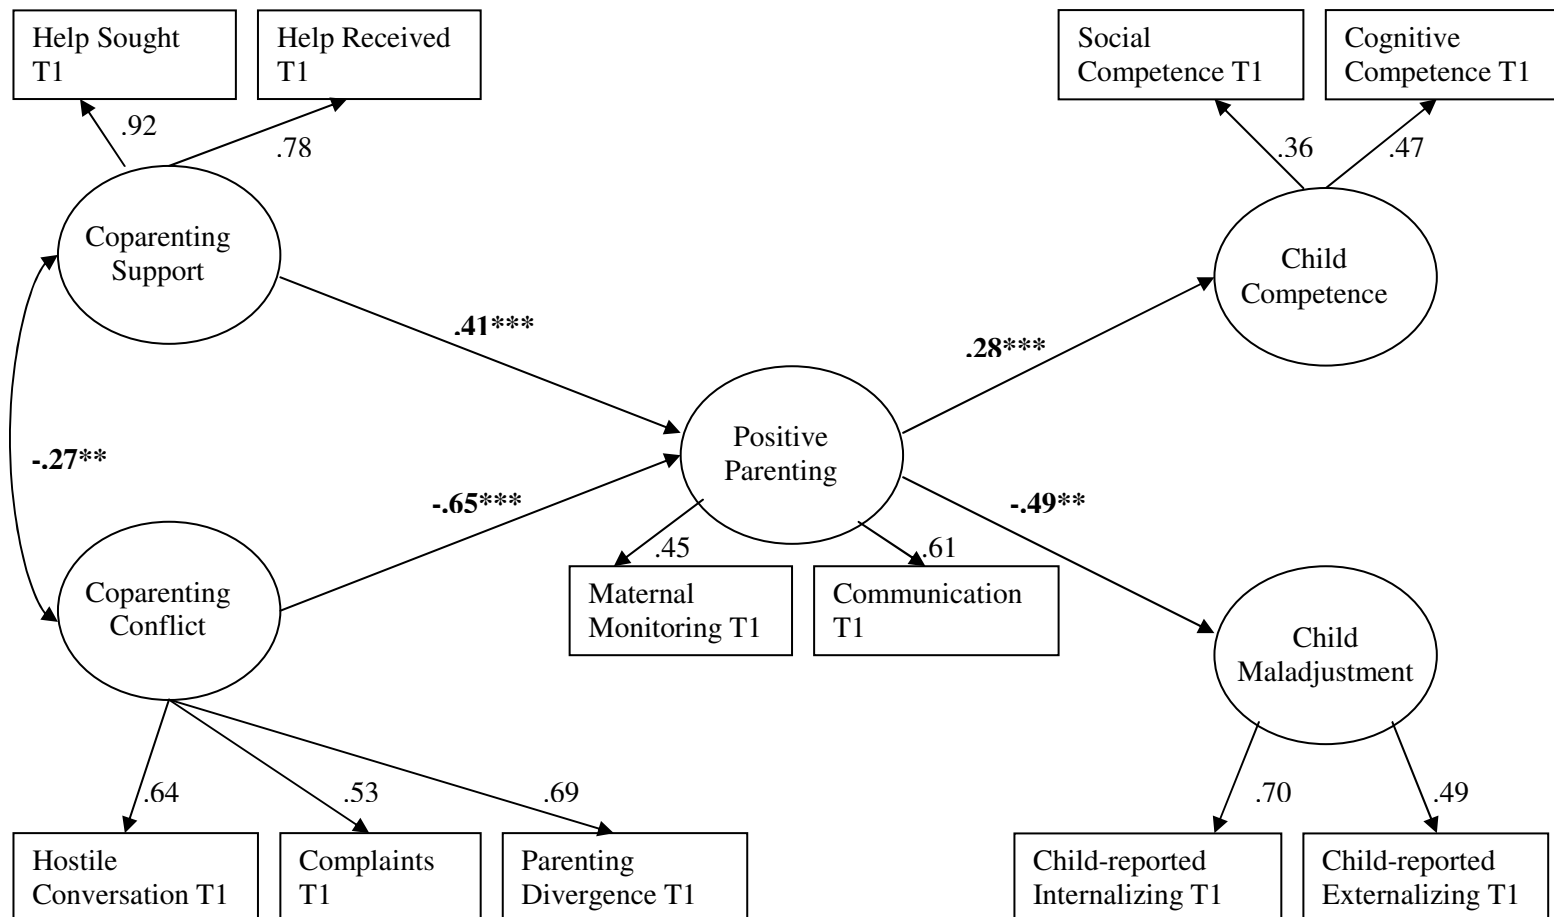 Help Sought
T1
Help Received
T1
Social
Competence T1
Cognitive
Competence T1
.92
.78
.36
.47
Coparenting
Support
Child
Competence
.41***
.28***
Positive
Parenting
-.27**
-.65***
-.49**
.45
.61
Maternal
Monitoring T1
Communication
T1
Coparenting
Conflict
Child
Maladjustment
.64
.53
.69
.70
.49
Hostile
Conversation T1
Complaints
T1
Parenting
Divergence T1
Child-reported
Internalizing T1
Child-reported
Externalizing T1